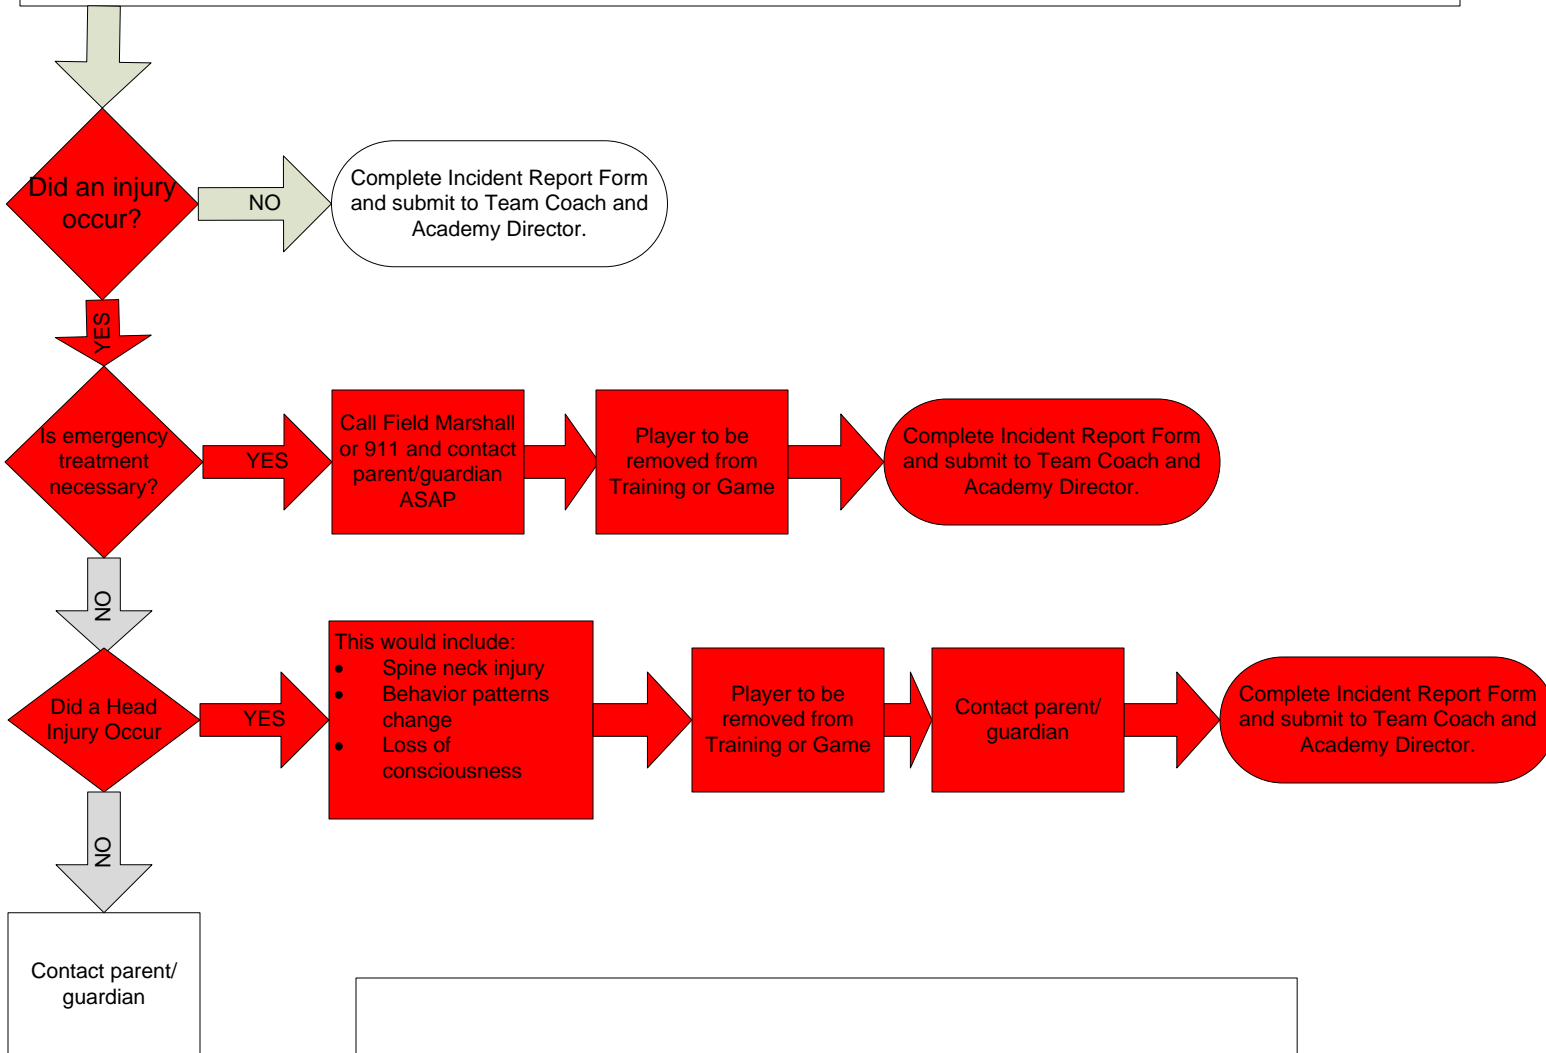 Did an injury
occur?
NO
Complete Incident Report Form
and submit to Team Coach and
Academy Director.
YES
Is emergency
treatment
necessary?
YES
Call Field Marshall
or 911 and contact
parent/guardian
ASAP
Player to be
removed from
Training or Game
Complete Incident Report Form
and submit to Team Coach and
Academy Director.
NO
Did a Head
Injury Occur
YES
This would include:
• Spine neck injury
• Behavior patterns
change
• Loss of
consciousness
Player to be
removed from
Training or Game
Contact parent/
guardian
Complete Incident Report Form
and submit to Team Coach and
Academy Director.
NO
Contact parent/
guardian